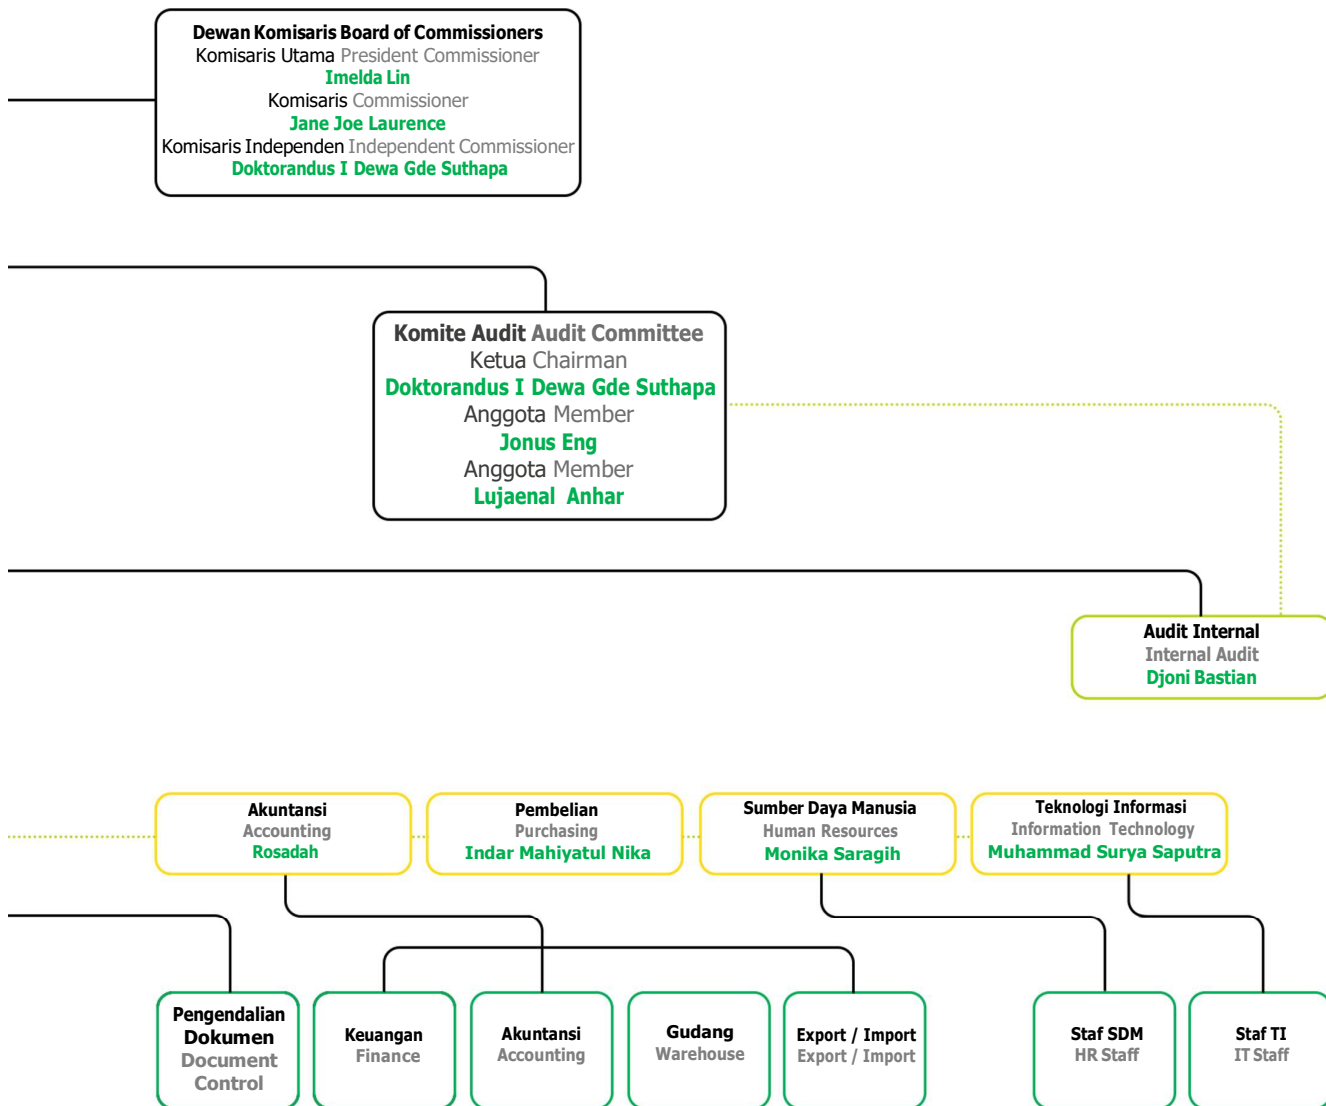 Dewan Komisaris Board of Commissioners
Komisaris Utama President Commissioner
Imelda Lin
Komisaris Commissioner
Jane Joe Laurence
Komisaris Independen Independent Commissioner
Doktorandus I Dewa Gde Suthapa
Komite Audit Audit Committee
Ketua Chairman
Doktorandus I Dewa Gde Suthapa
Anggota Member
Jonus Eng
Anggota Member
Lujaenal Anhar
Audit Internal
Internal Audit
Djoni Bastian
Akuntansi
Accounting
Rosadah
Pembelian
Purchasing
Indar Mahiyatul Nika
Sumber Daya Manusia
Human Resources
Monika Saragih
Teknologi Informasi
Information Technology
Muhammad Surya Saputra
Pengendalian
Dokumen
Document
Control
Keuangan
Finance
Akuntansi
Accounting
Gudang
Warehouse
Export / Import
Export / Import
Staf SDM
HR Staff
Staf TI
IT Staff